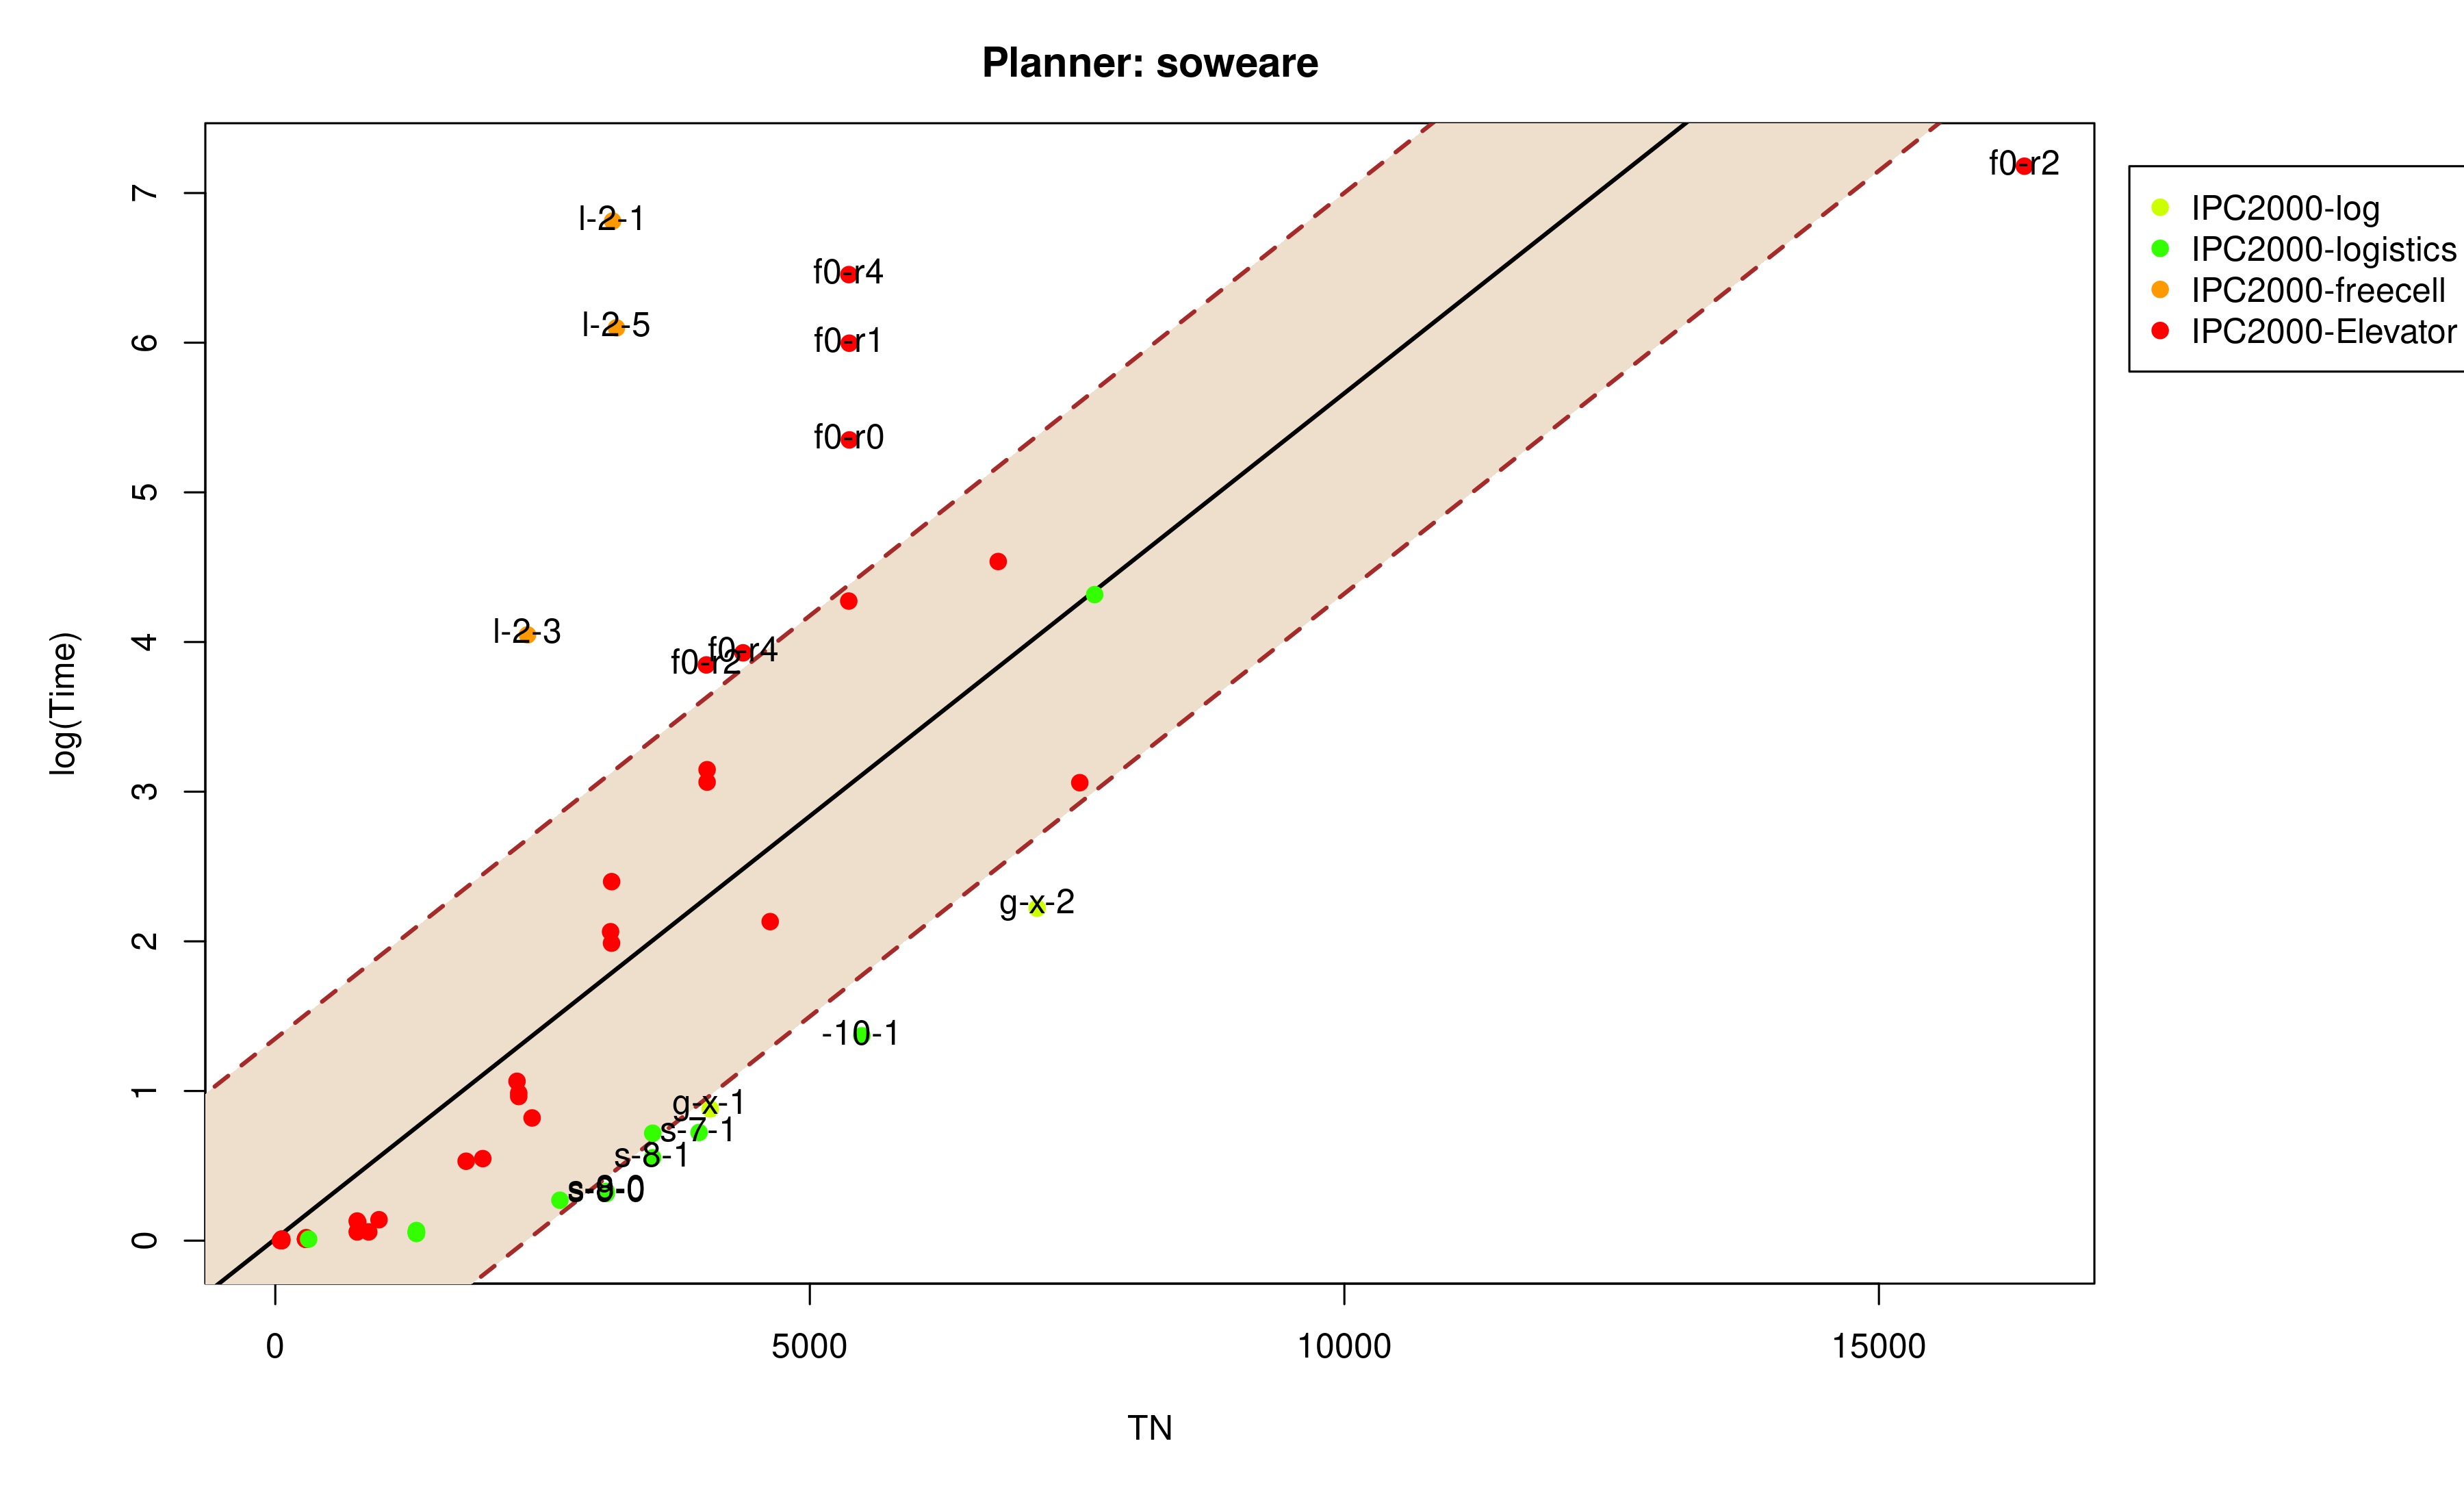 Planner: soweare
f0-r2
l-2-1
f0-r4
l-2-5
f0-r1
f0-r0
l-2-3
f0-r4
f0-r2
g-x-2
-10-1
g-x-1
s-7-1
s-8-1
s-9-0
7
6
5
4
3
2
1
0
log(Time)
0 5000 10000 15000
TN
IPC2000-log
IPC2000-logistics
IPC2000-freecell
IPC2000-Elevator